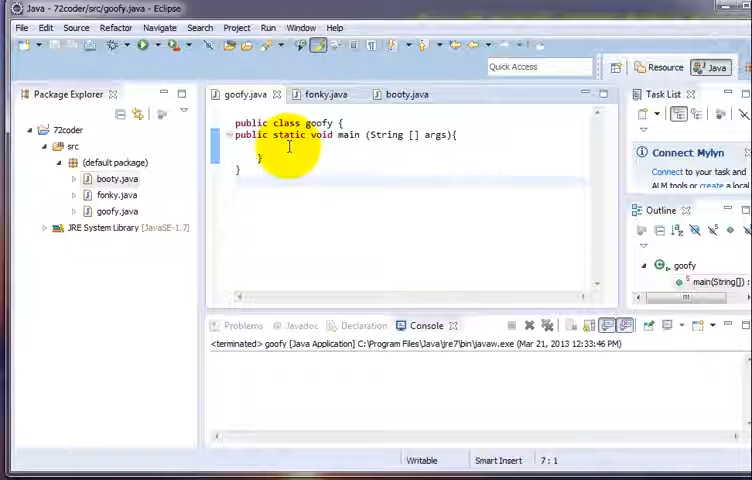 Java - 72coder/src/goofy.java - Eclipse
File Edit Source Refactor Navigate Search Project Run Window Help
Quick Access
Resource
Java
Package Explorer
72coder
src
(default package)
booty.java
fonky.java
goofy.java
JRE System Library [JavaSE-1.7]
goofy.java
fonky.java
booty.java
public class goofy {
public static void main (String [] args){
}
}
Task List
Connect Mylyn
Connect to your task and
ALM tools or create a local
Outline
goofy
main(String[]) :
Problems
@ Javadoc
Declaration
Console
<terminated> goofy [Java Application] C:\Program Files\Java\jre7\bin\javaw.exe (Mar 21, 2013 12:33:46 PM)
Writable
Smart Insert
7 : 1